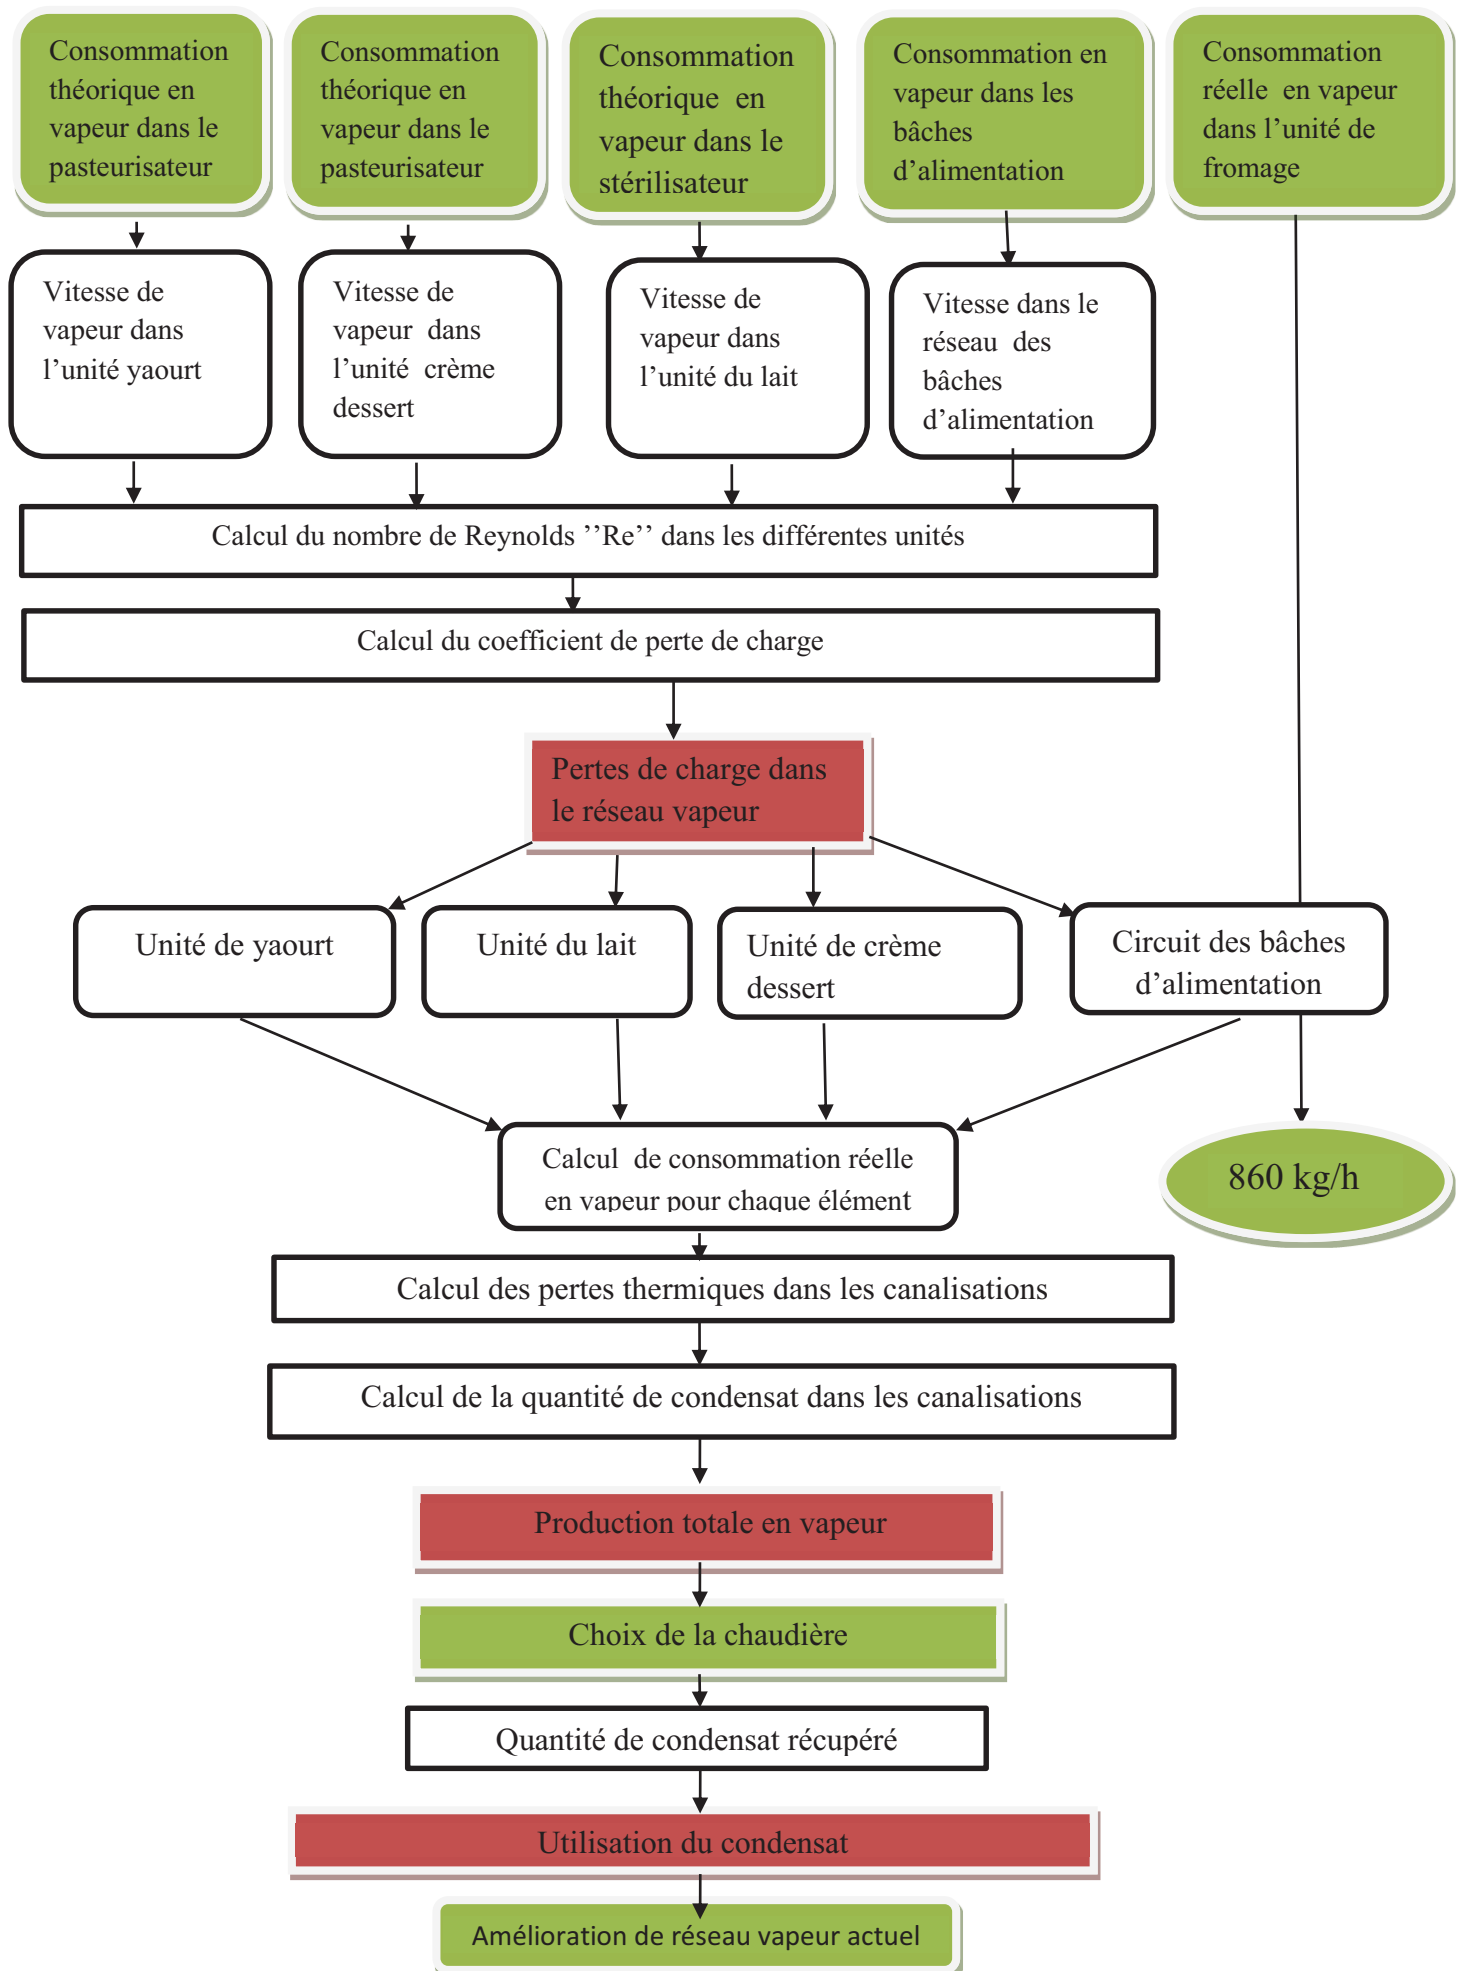 Consommation
théorique en
vapeur dans le
pasteurisateur
Consommation
théorique en
vapeur dans le
pasteurisateur
Consommation
théorique en
vapeur dans le
stérilisateur
Consommation en
vapeur dans les
bâches
d’alimentation
Consommation
réelle en vapeur
dans l’unité de
fromage
Vitesse de
vapeur dans
l’unité yaourt
Vitesse de
vapeur dans
l’unité crème
dessert
Vitesse de
vapeur dans
l’unité du lait
Vitesse dans le
réseau des
bâches
d’alimentation
Calcul du nombre de Reynolds ’’Re’’ dans les différentes unités
Calcul du coefficient de perte de charge
Pertes de charge dans
le réseau vapeur
Unité de yaourt
Unité du lait
Unité de crème
dessert
Circuit des bâches
d’alimentation
Calcul de consommation réelle
en vapeur pour chaque élément
860 kg/h
Calcul des pertes thermiques dans les canalisations
Calcul de la quantité de condensat dans les canalisations
Production totale en vapeur
Choix de la chaudière
Quantité de condensat récupéré
Utilisation du condensat
Amélioration de réseau vapeur actuel